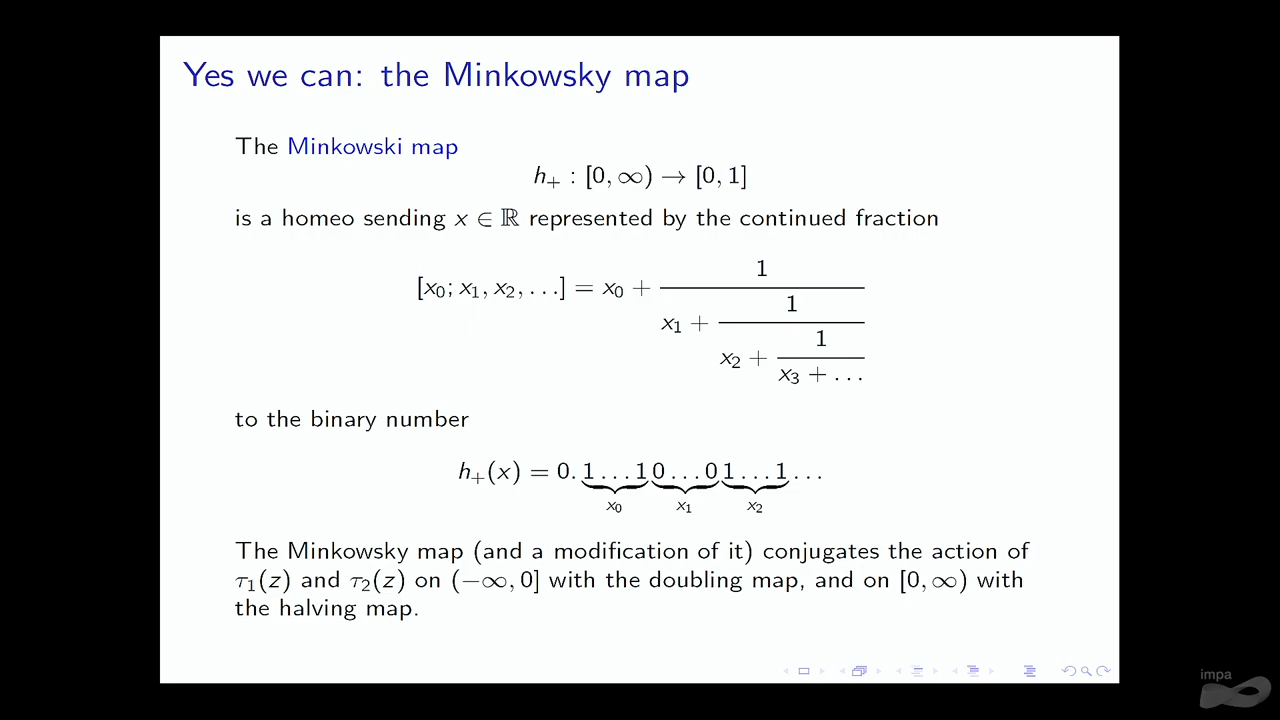 Yes we can: the Minkowsky map
The Minkowski map
h₊ : [0, ∞) → [0, 1]
is a homeo sending x ∈ ℝ represented by the continued fraction
[x₀; x₁, x₂, . . .] = x₀ + 1
x₁ + 1
x₂ + 1
x₃ + . . .
to the binary number
h₊(x) = 0. 1 . . . 1 0 . . . 0 1 . . . 1 . . .
x₀ x₁ x₂
The Minkowsky map (and a modification of it) conjugates the action of
τ₁(z) and τ₂(z) on (−∞, 0] with the doubling map, and on [0, ∞) with
the halving map.
impa